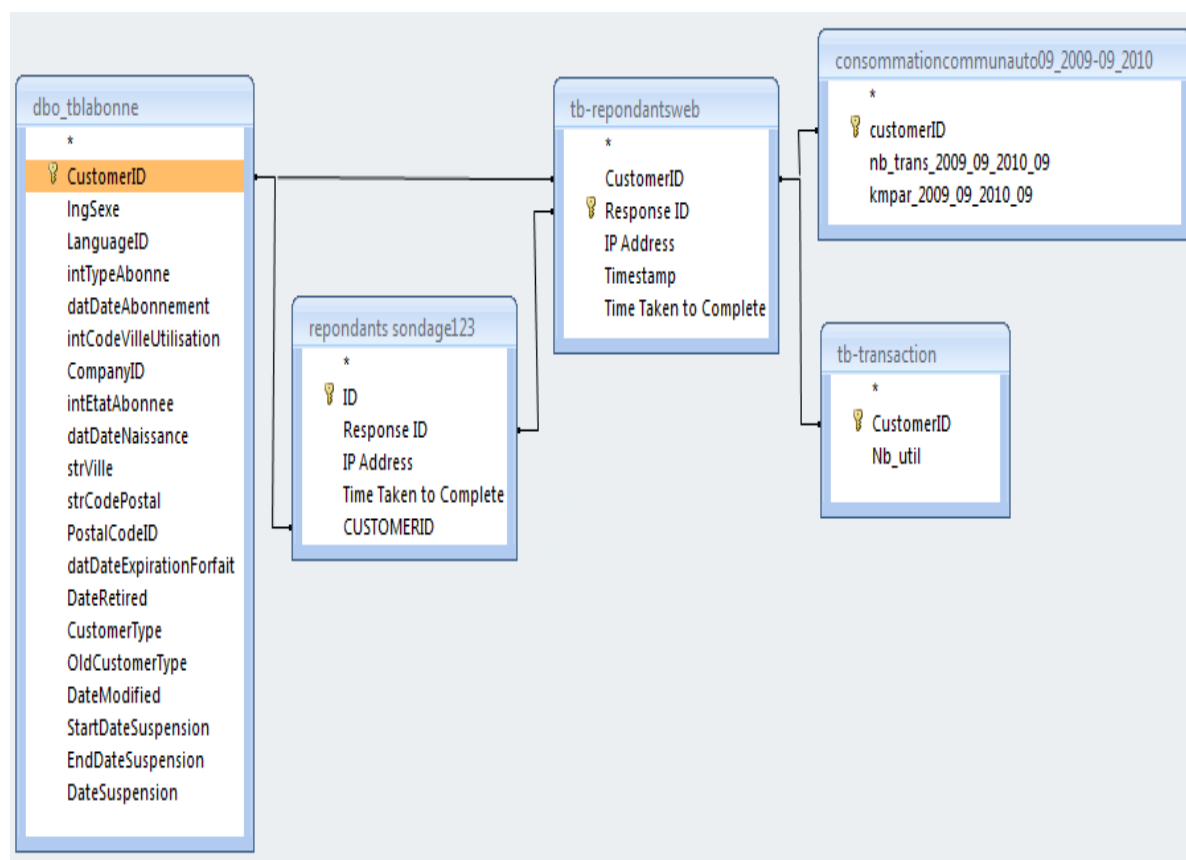 dbo_tblabonne
*
CustomerID
lngSexe
LanguageID
intTypeAbonne
datDateAbonnement
intCodeVilleUtilisation
CompanyID
intEtatAbonnee
datDateNaissance
strVille
strCodePostal
PostalCodeID
datDateExpirationForfait
DateRetired
CustomerType
OldCustomerType
DateModified
StartDateSuspension
EndDateSuspension
DateSuspension
repondants sondage123
*
ID
Response ID
IP Address
Time Taken to Complete
CUSTOMERID
tb-repondantsweb
*
CustomerID
Response ID
IP Address
Timestamp
Time Taken to Complete
consommationcommunauto09_2009-09_2010
*
customerID
nb_trans_2009_09_2010_09
kmpar_2009_09_2010_09
tb-transaction
*
CustomerID
Nb_util